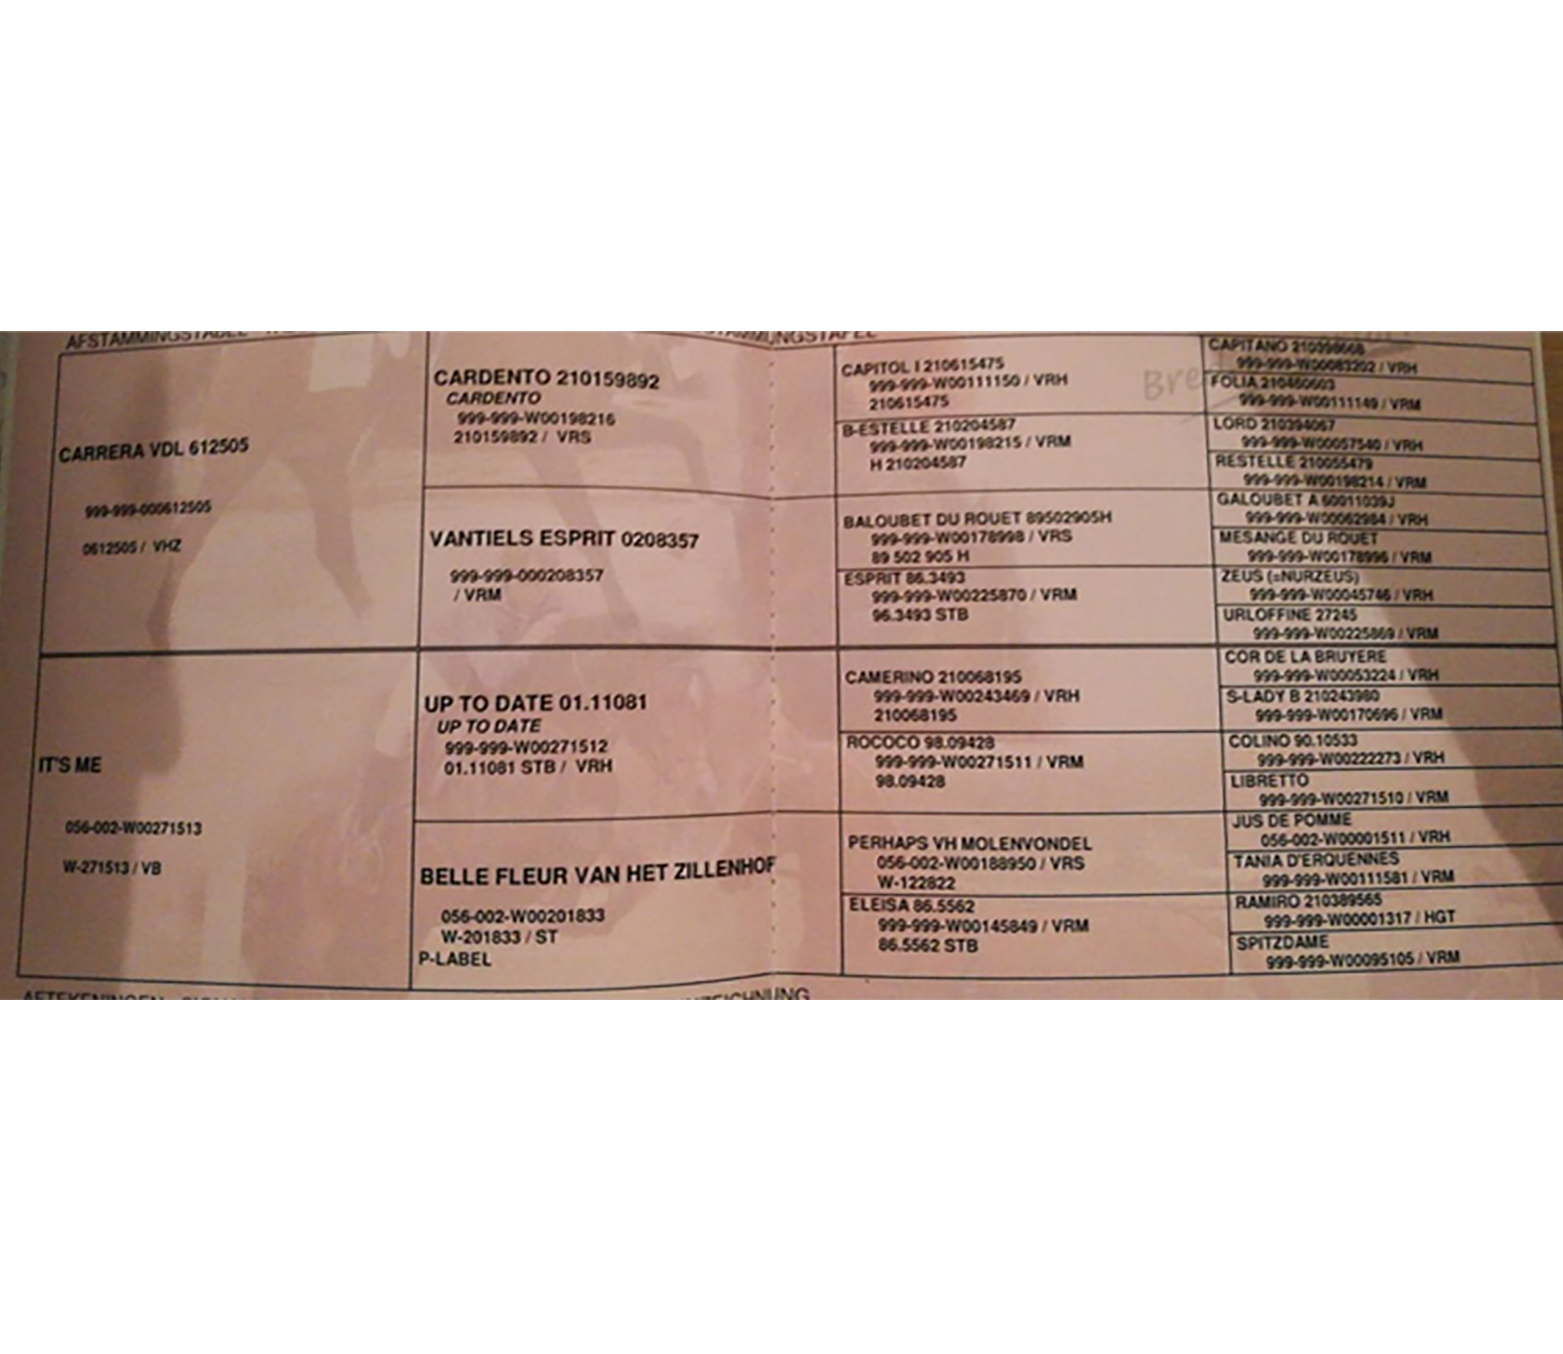 AFSTAMMINGSTABEL
CARRERA VDL 612505
999-999-000612505
0612505 / VHZ
IT'S ME
056-002-W00271513
W-271513 / VB
CARDENTO 210159892
CARDENTO
999-999-W00198216
210159892 / VRS
VANTIELS ESPRIT 0208357
999-999-000208357
/ VRM
UP TO DATE 01.11081
UP TO DATE
999-999-W00271512
01.11081 STB / VRH
BELLE FLEUR VAN HET ZILLENHOF
056-002-W00201833
W-201833 / ST
P-LABEL
CAPITOL I 210615475
999-999-W00111150 / VRH
210615475
B-ESTELLE 210204587
999-999-W00198215 / VRM
H 210204587
BALOUBET DU ROUET 89502905H
999-999-W00178998 / VRS
89 502 905 H
ESPRIT 86.3493
999-999-W00225870 / VRM
96.3493 STB
CAMERINO 210068195
999-999-W00243469 / VRH
210068195
ROCOCO 98.09428
999-999-W00271511 / VRM
98.09428
PERHAPS VH MOLENVONDEL
056-002-W00188950 / VRS
W-122822
ELEISA 86.5562
999-999-W00145849 / VRM
86.5562 STB
CAPITANO 210398668
999-999-W00083202 / VRH
FOLIA 210460603
999-999-W00111149 / VRM
LORD 210394067
999-999-W00057540 / VRH
RESTELLE 210055479
999-999-W00198214 / VRM
GALOUBET A 60011039J
999-999-W00062984 / VRH
MESANGE DU ROUET
999-999-W00178996 / VRM
ZEUS (=NURZEUS)
999-999-W00045746 / VRH
URLOFFINE 27245
999-999-W00225869 / VRM
COR DE LA BRUYERE
999-999-W00053224 / VRH
S-LADY B 210243980
999-999-W00170696 / VRM
COLINO 90.10533
999-999-W00222273 / VRH
LIBRETTO
999-999-W00271510 / VRM
JUS DE POMME
056-002-W00001511 / VRH
TANIA D'ERQUENNES
999-999-W00111581 / VRM
RAMIRO 210389565
999-999-W00001317 / HGT
SPITZDAME
999-999-W00095105 / VRM